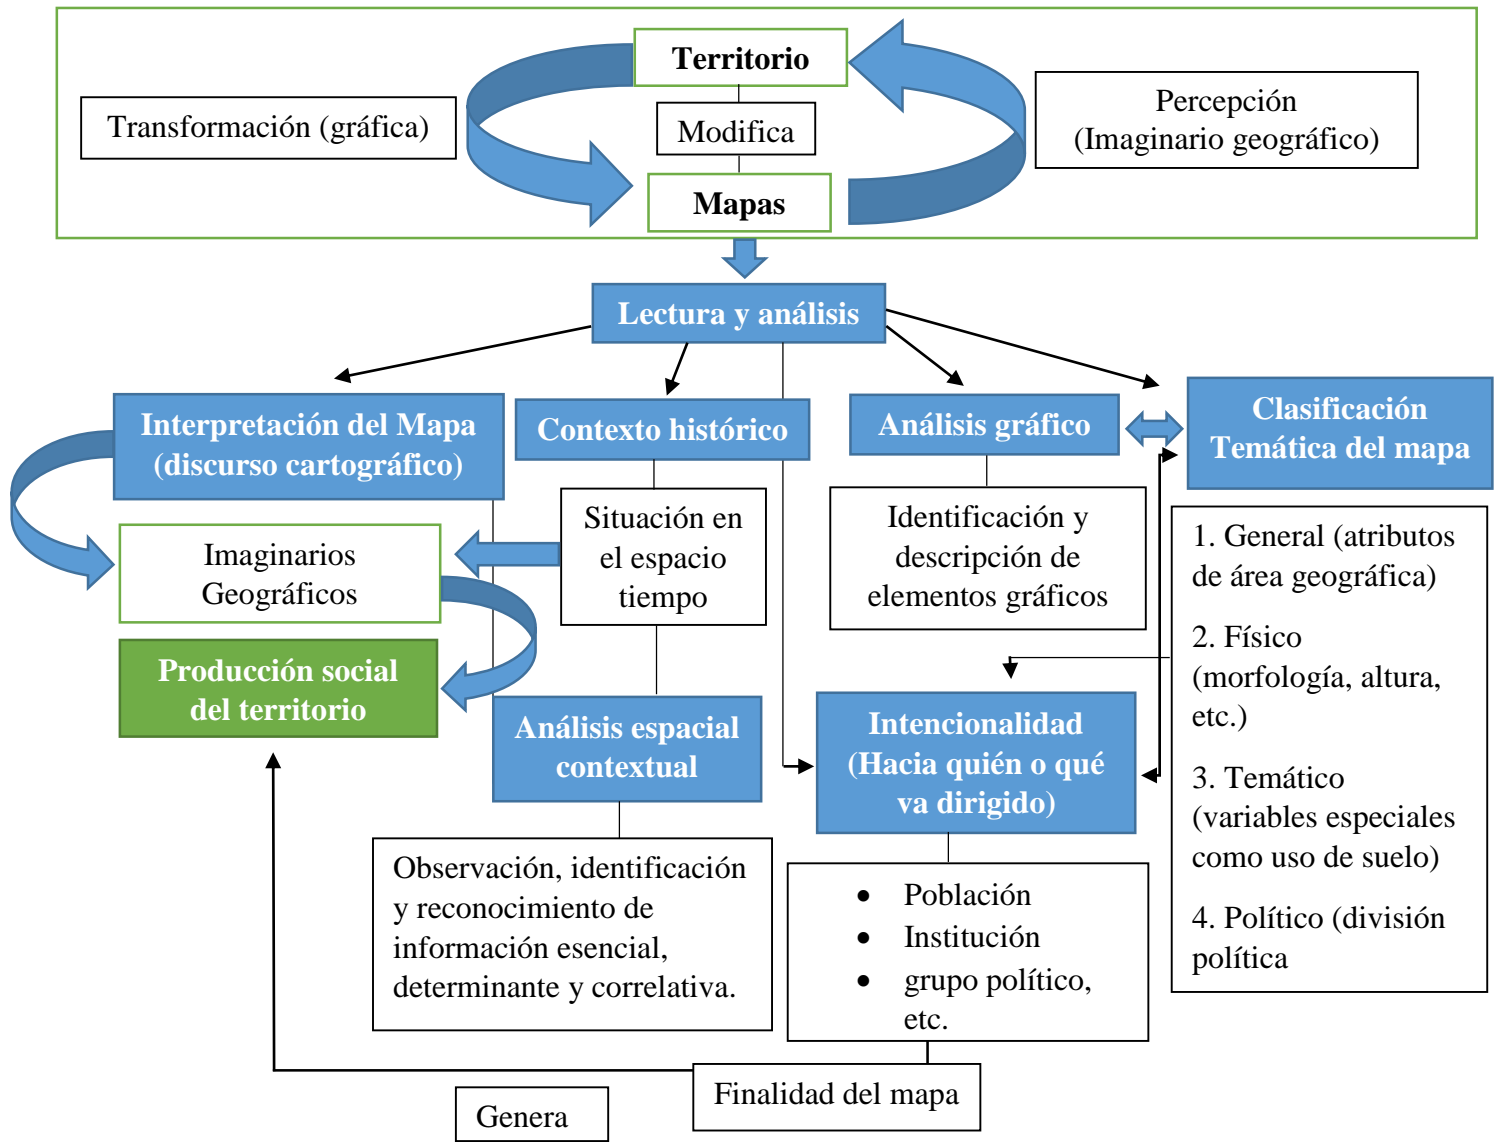 Territorio
Transformación (gráfica)
Modifica
Percepción
(Imaginario geográfico)
Mapas
Lectura y análisis
Interpretación del Mapa
(discurso cartográfico)
Contexto histórico
Análisis gráfico
Clasificación
Temática del mapa
Imaginarios
Geográficos
Situación en
el espacio
tiempo
Identificación y
descripción de
elementos gráficos
1. General (atributos
de área geográfica)
2. Físico
(morfología, altura,
etc.)
3. Temático
(variables especiales
como uso de suelo)
4. Político (división
política
Producción social
del territorio
Análisis espacial
contextual
Intencionalidad
(Hacia quién o qué
va dirigido)
Observación, identificación
y reconocimiento de
información esencial,
determinante y correlativa.
• Población
• Institución
• grupo político,
etc.
Finalidad del mapa
Genera